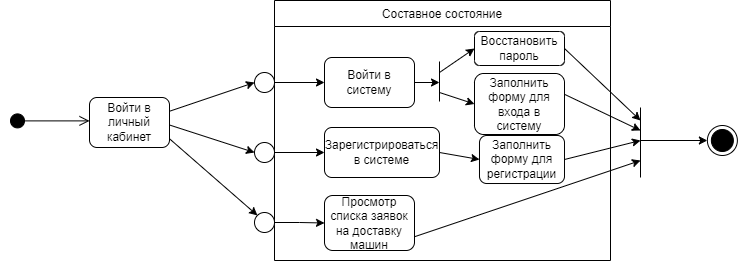 Составное состояние
Войти в
личный
кабинет
Войти в
систему
Восстановить
пароль
Заполнить
форму для
входа в
систему
Зарегистрироваться
в системе
Заполнить
форму для
регистрации
Просмотр
списка заявок
на доставку
машин